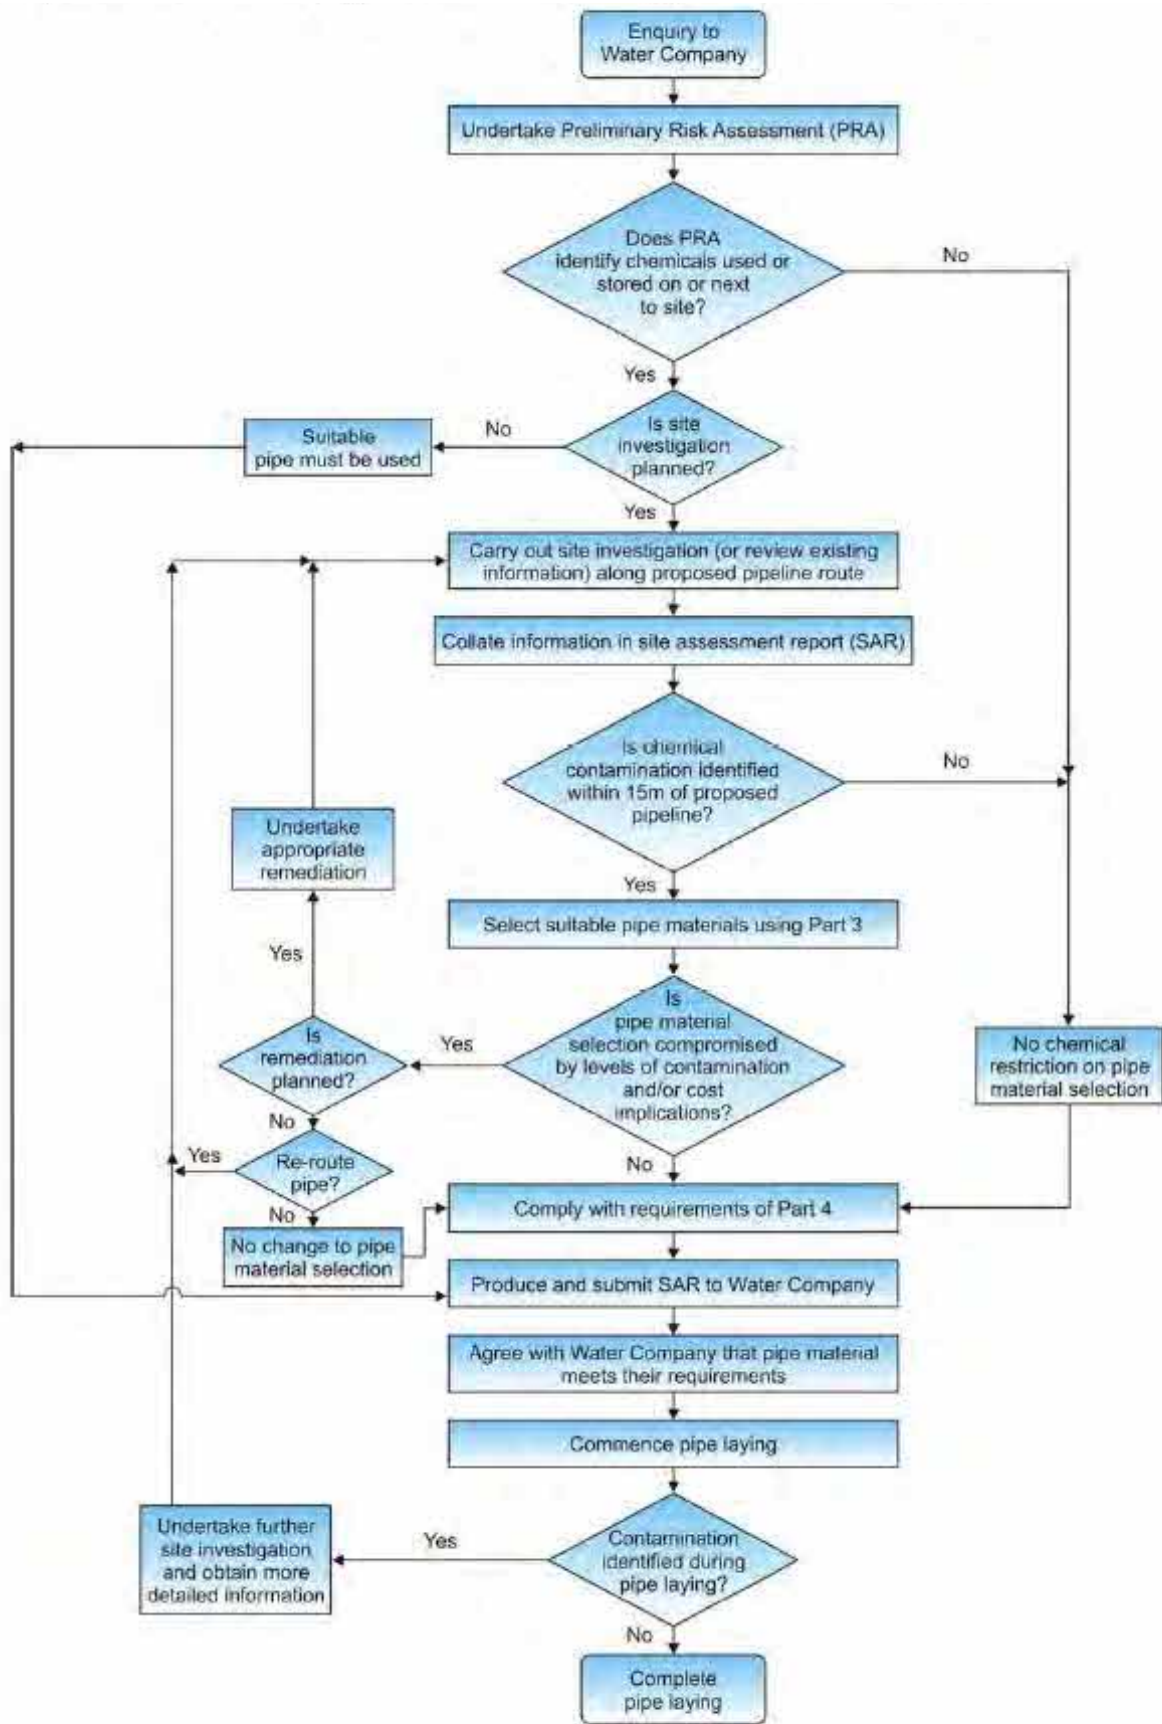 Enquiry to
Water Company
Undertake Preliminary Risk Assessment (PRA)
Does PRA
identify chemicals used or
stored on or next
to site?
No
Yes
Is site
investigation
planned?
No
Suitable
pipe must be used
Yes
Carry out site investigation (or review existing
information) along proposed pipeline route
Collate information in site assessment report (SAR)
Is chemical
contamination identified
within 15m of proposed
pipeline?
No
Undertake
appropriate
remediation
Yes
Select suitable pipe materials using Part 3
Yes
Is
pipe material
selection compromised
by levels of contamination
and/or cost
implications?
Yes
Is
remediation
planned?
No chemical
restriction on pipe
material selection
No
Yes
Re-route
pipe?
No
Comply with requirements of Part 4
No
No change to pipe
material selection
Produce and submit SAR to Water Company
Agree with Water Company that pipe material
meets their requirements
Commence pipe laying
Undertake further
site investigation
and obtain more
detailed information
Yes
Contamination
identified during
pipe laying?
No
Complete
pipe laying